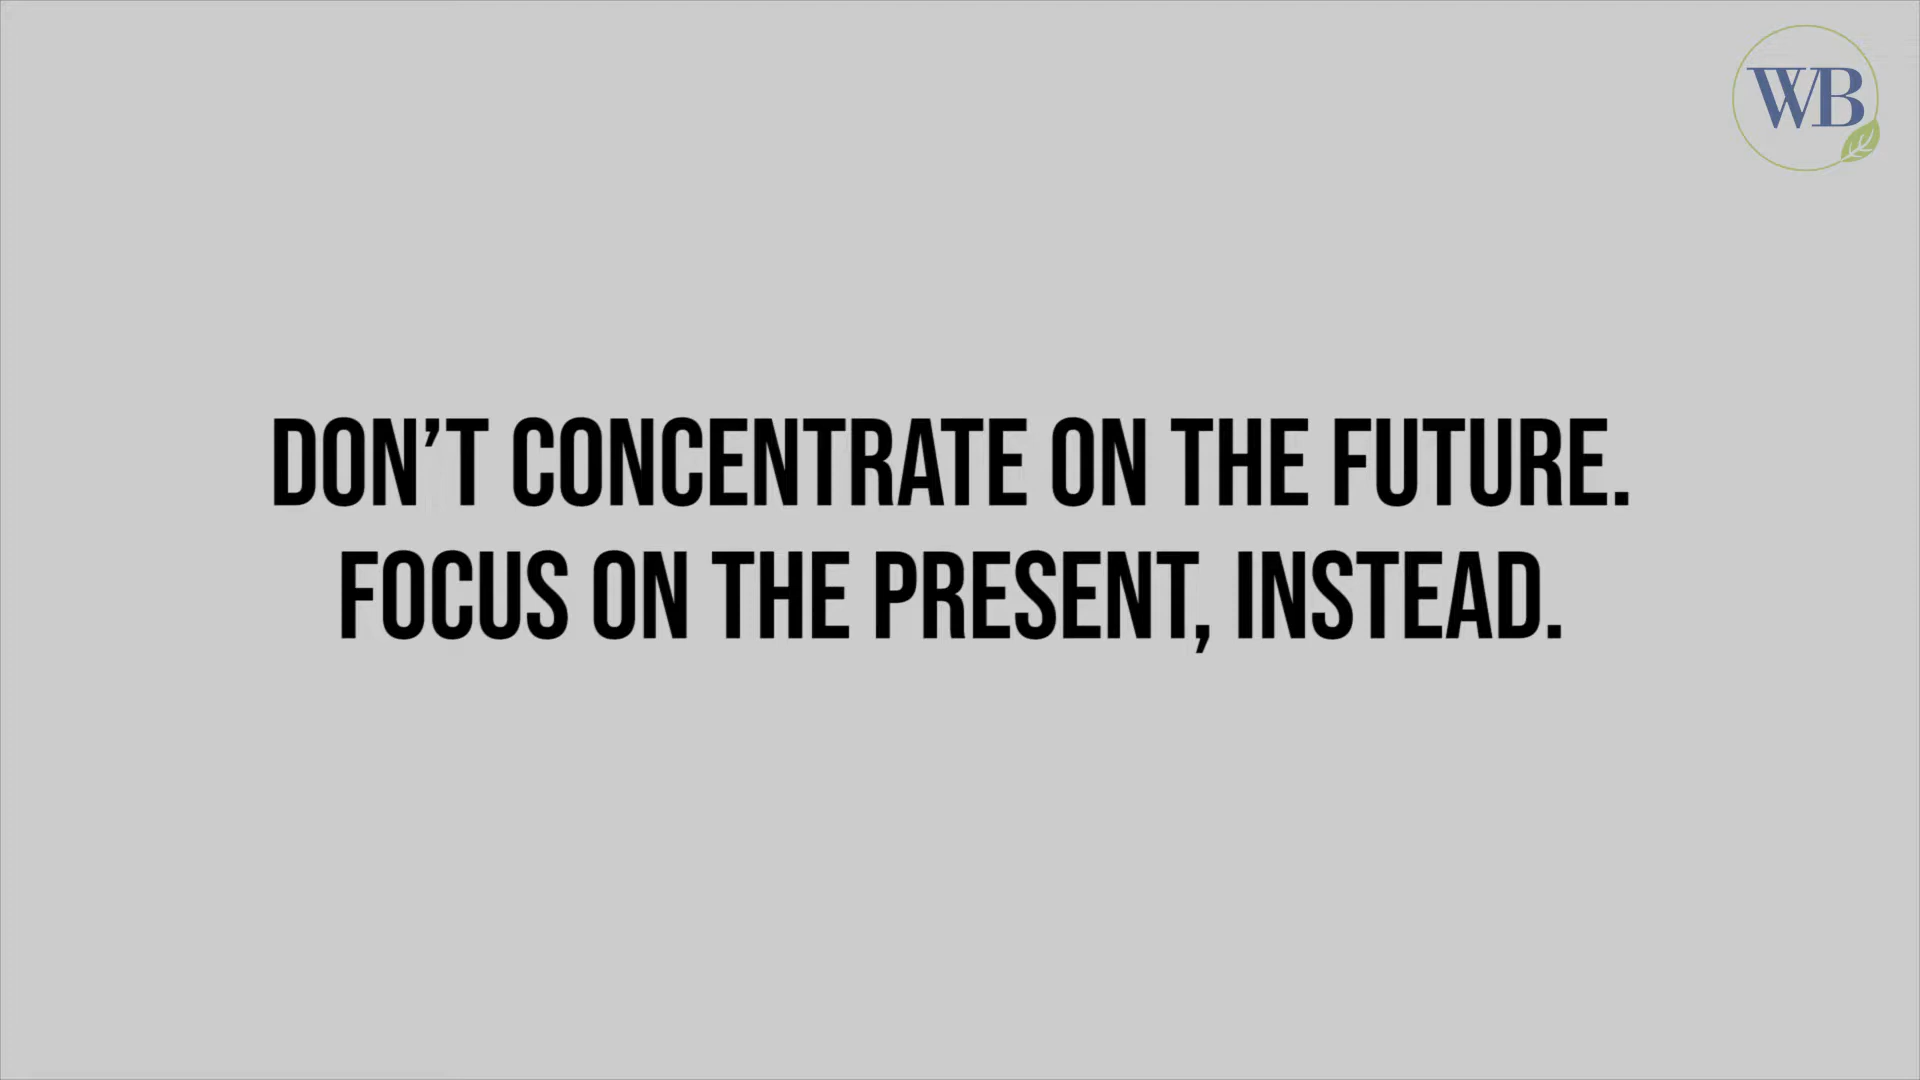 WB
DON’T CONCENTRATE ON THE FUTURE.
FOCUS ON THE PRESENT, INSTEAD.